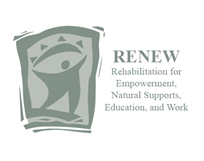 RENEW
Rehabilitation for
Empowerment,
Natural Supports,
Education, and Work